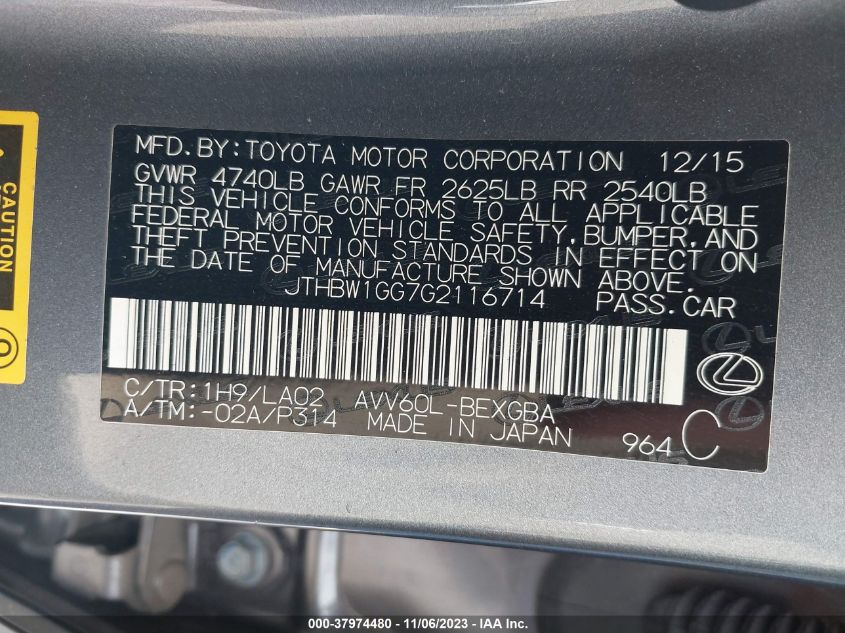 MFD.BY:TOYOTA MOTOR CORPORATION 12/15
GVWR 4740LB GAWR FR 2625LB RR 2540LB
THIS VEHICLE CONFORMS TO ALL APPLICABLE
FEDERAL MOTOR VEHICLE SAFETY, BUMPER, AND
THEFT PREVENTION STANDARDS IN EFFECT ON
THE DATE OF MANUFACTURE SHOWN ABOVE.
JTHBW1GG7G2116714 PASS.CAR
C/TR:1H9/LA02 AVV60L-BEXGBA
A/TM:-02A/P314 MADE IN JAPAN 964 C
CAUTION
000-37974480 - 11/06/2023 - IAA Inc.